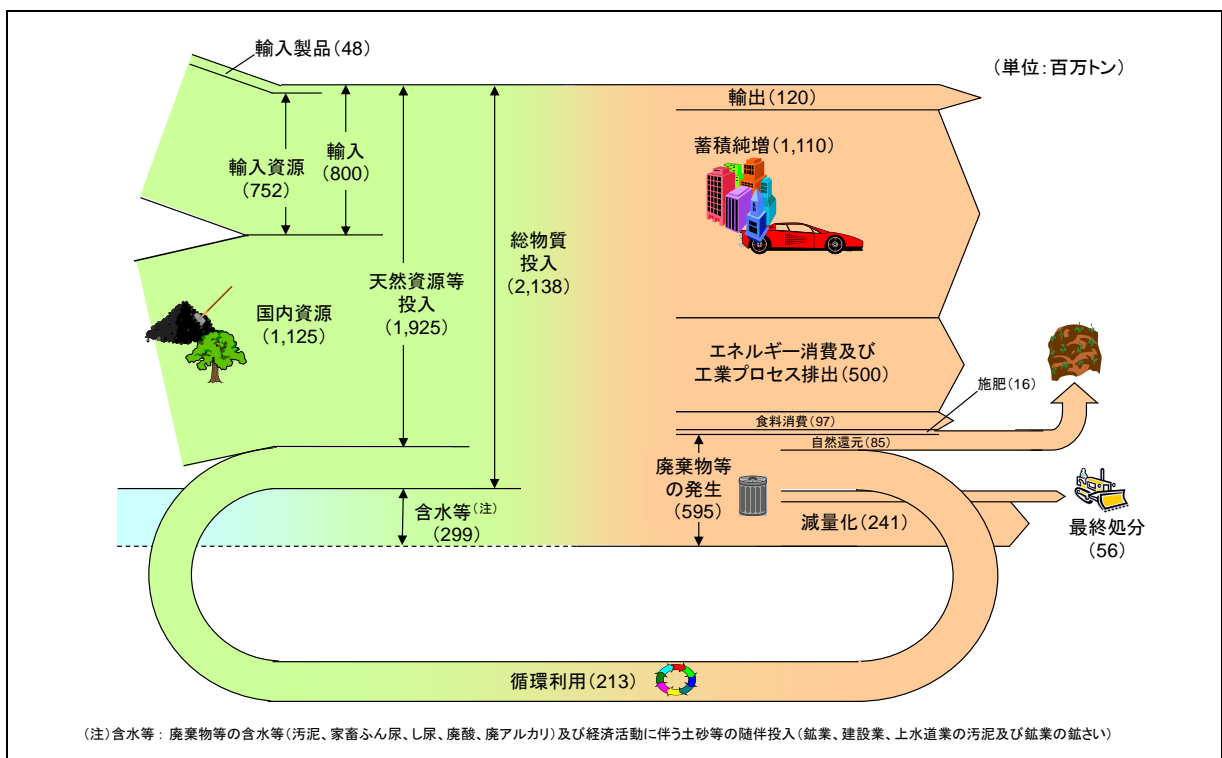 輸入製品(48)
(単位:百万トン)
輸出(120)
蓄積純増(1,110)
輸入資源
(752)
輸入
(800)
総物質
投入
(2,138)
天然資源等
投入
(1,925)
国内資源
(1,125)
エネルギー消費及び
工業プロセス排出(500)
施肥(16)
食料消費(97)
自然還元(85)
廃棄物等
の発生
(595)
含水等(注)
(299)
減量化(241)
最終処分
(56)
循環利用(213)
(注)含水等: 廃棄物等の含水等(汚泥、家畜ふん尿、し尿、廃酸、廃アルカリ)及び経済活動に伴う土砂等の随伴投入(鉱業、建設業、上水道業の汚泥及び鉱業の鉱さい)